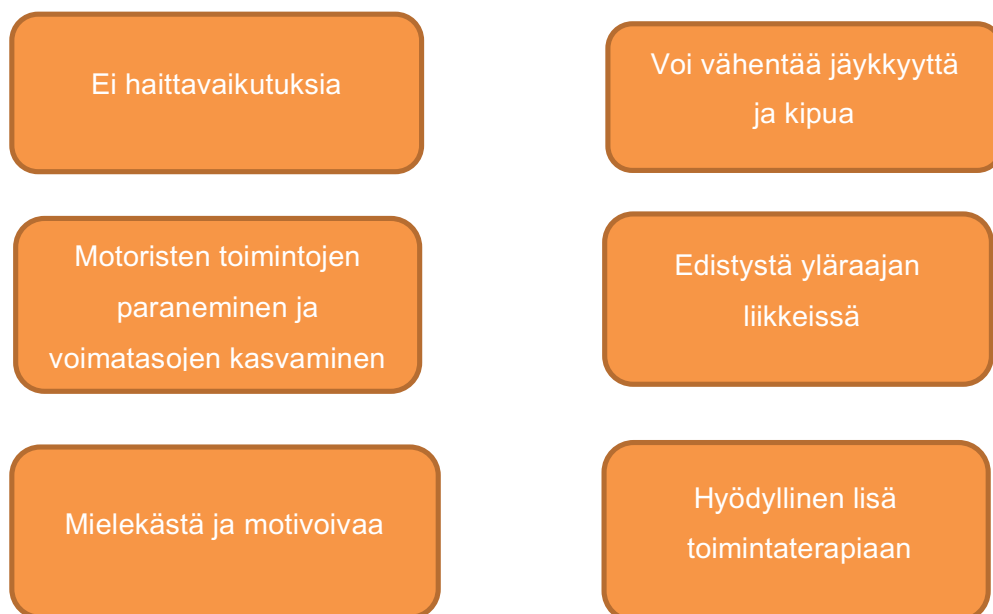 Ei haittavaikutuksia
Voi vähentää jäykkyyttä
ja kipua
Motoristen toimintojen
paraneminen ja
voimatasojen kasvaminen
Edistystä yläraajan
liikkeissä
Mielekästä ja motivoivaa
Hyödyllinen lisä
toimintaterapiaan